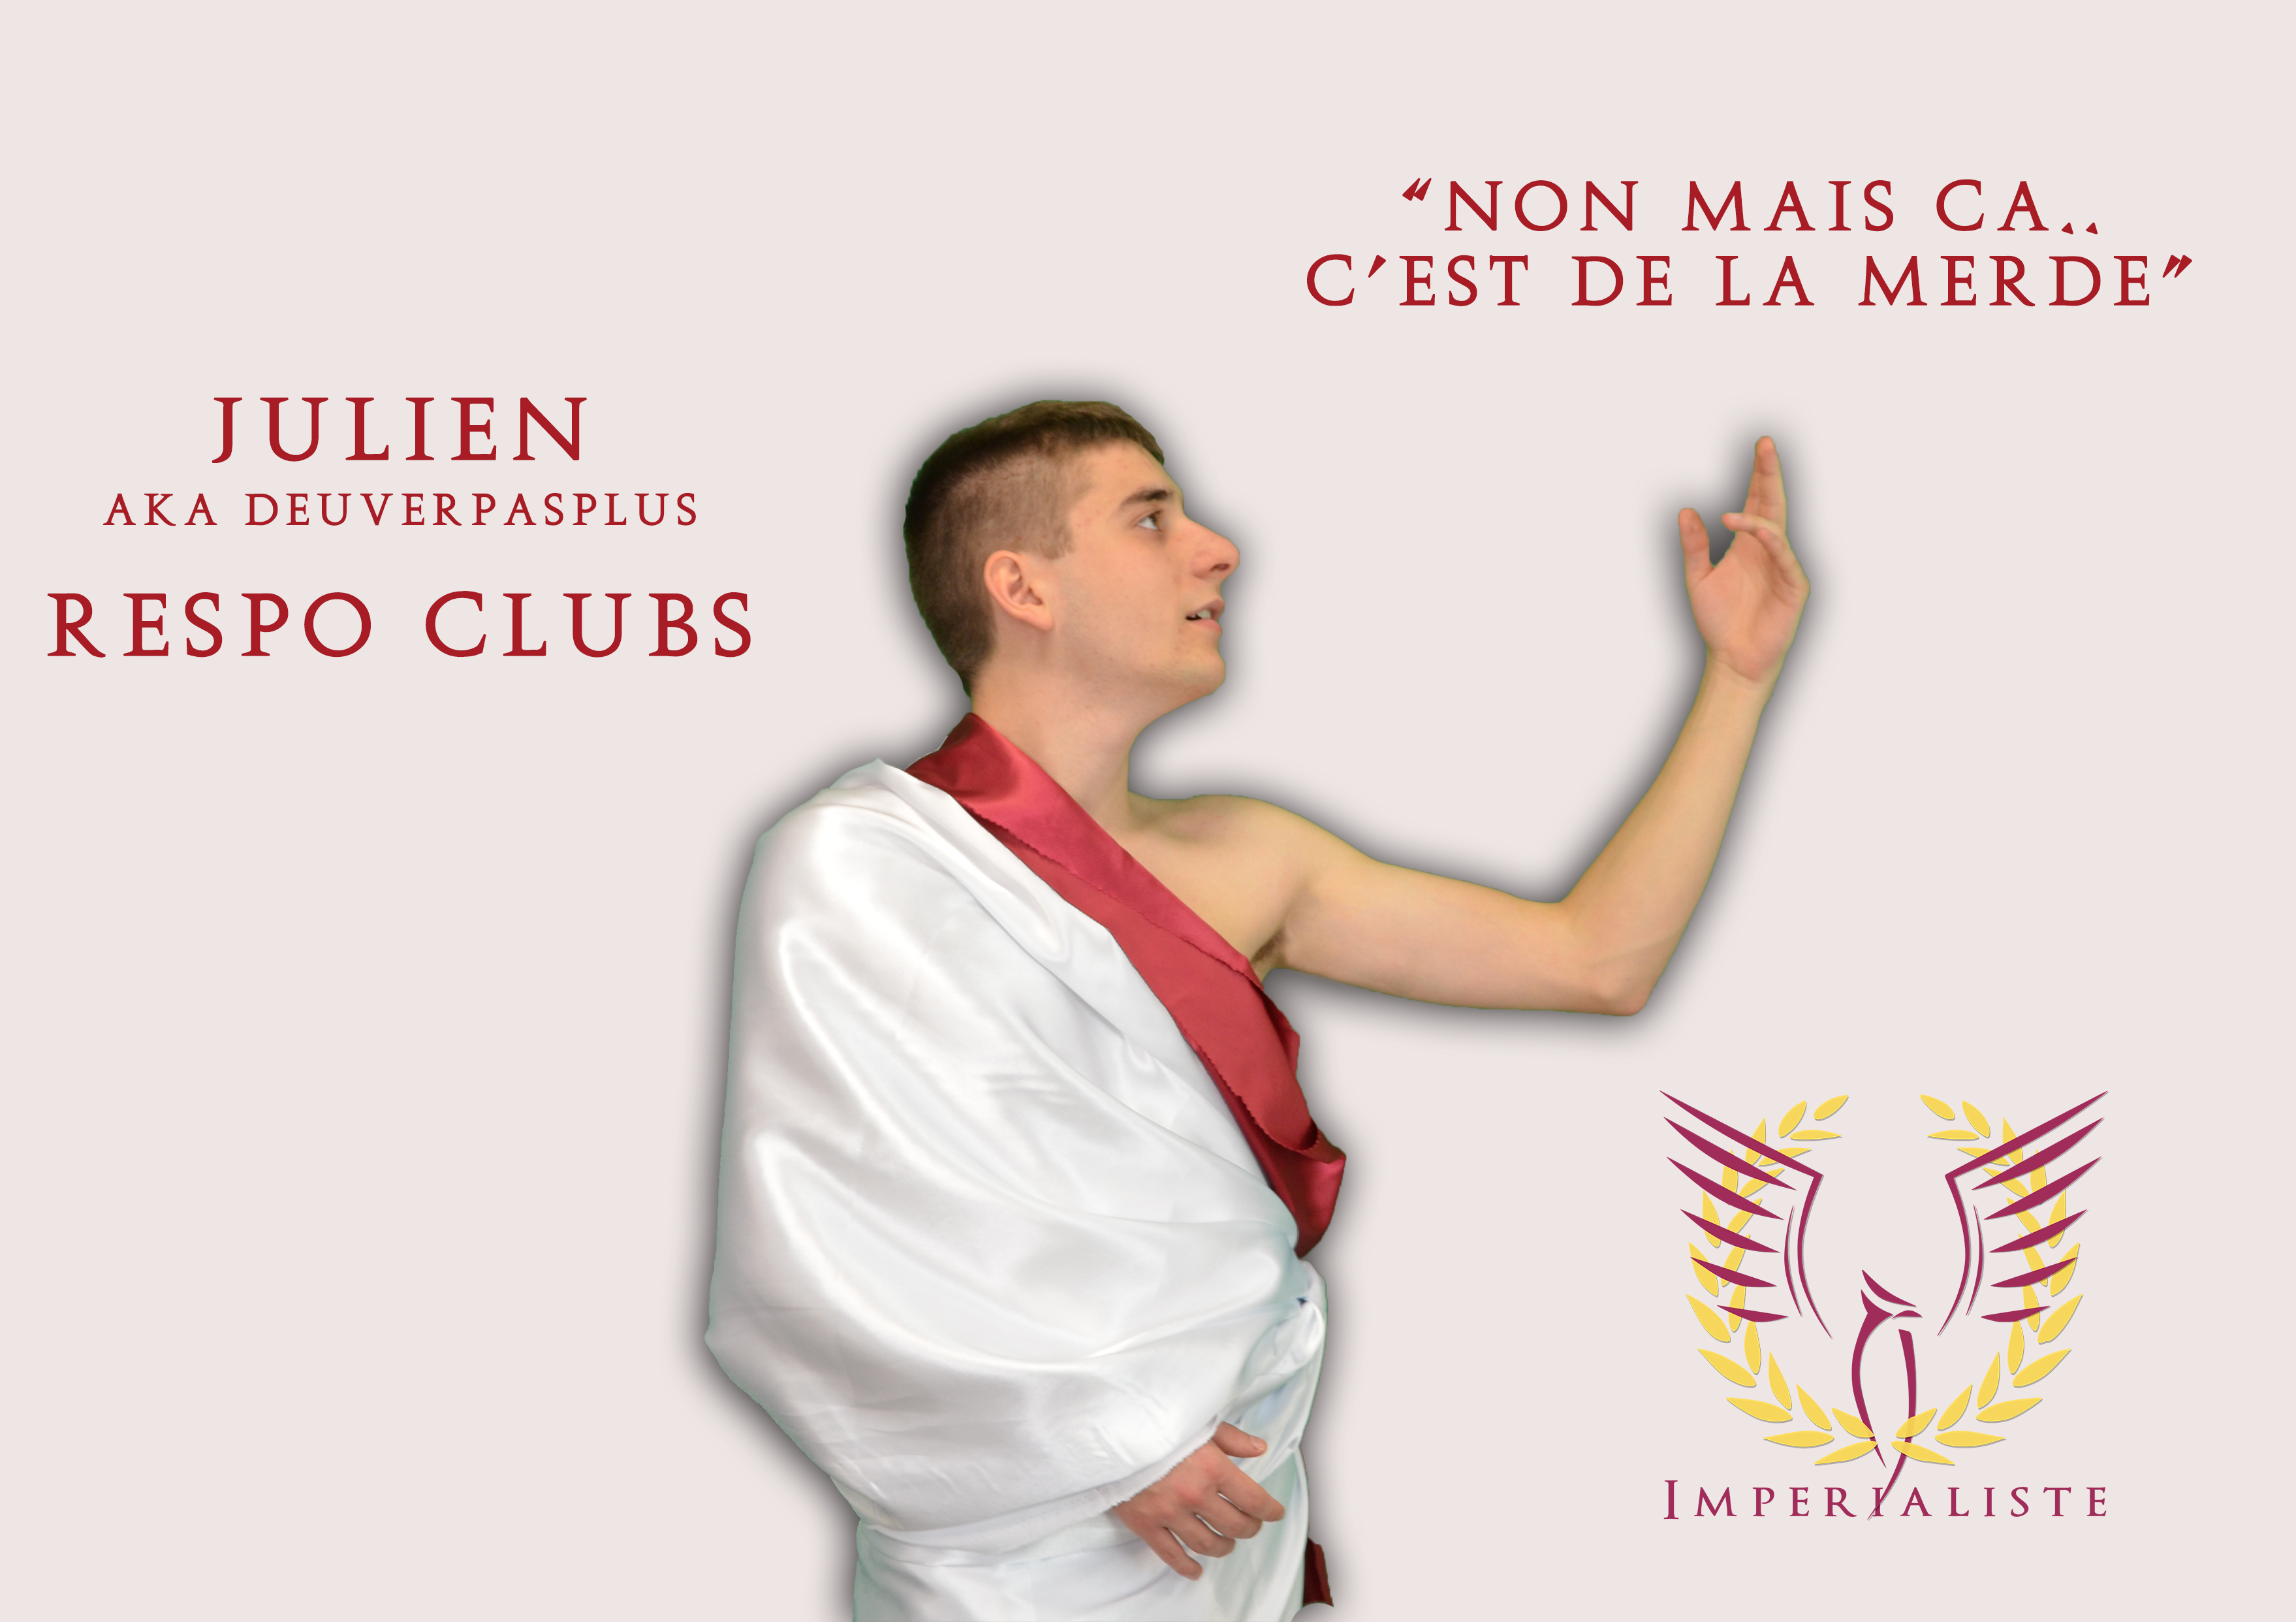 “NON MAIS CA..
C’EST DE LA MERDE”
JULIEN
AKA DEUVERPASPLUS
RESPO CLUBS
IMPERIALISTE